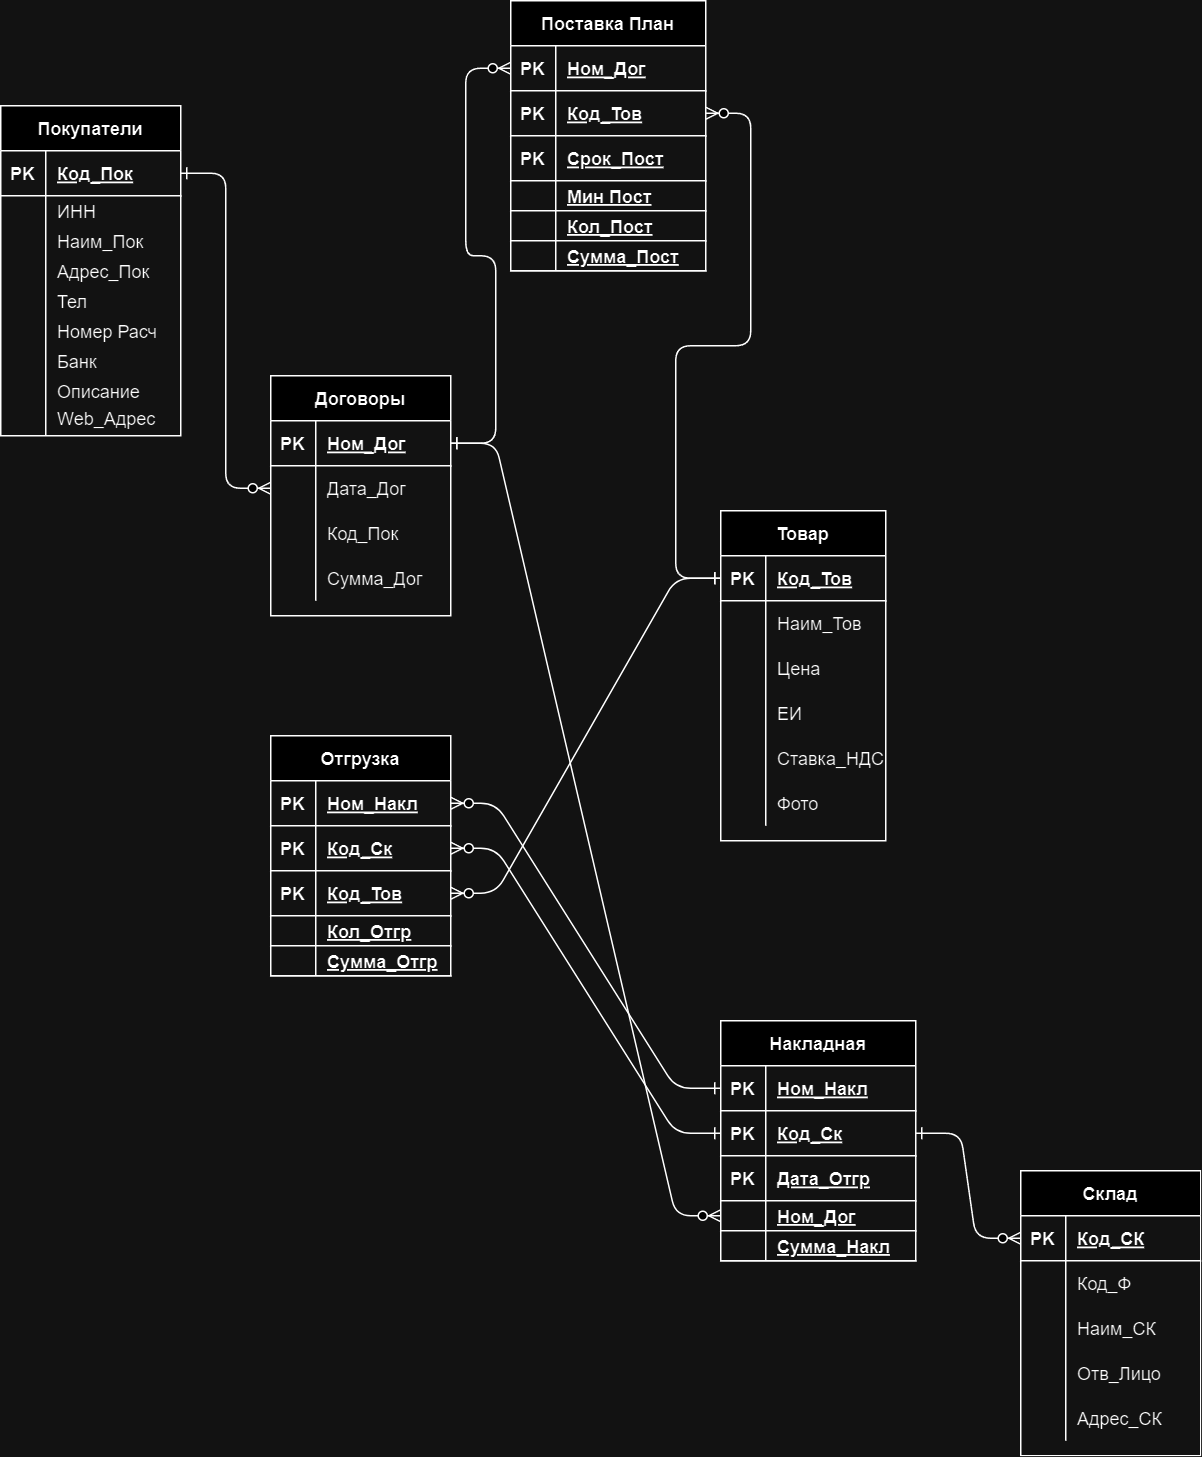 Поставка План
PK Ном_Дог
PK Код_Тов
PK Срок_Пост
Мин Пост
Кол_Пост
Сумма_Пост
Покупатели
PK Код_Пок
ИНН
Наим_Пок
Адрес_Пок
Тел
Номер Расч
Банк
Описание
Web_Адрес
Договоры
PK Ном_Дог
Дата_Дог
Код_Пок
Сумма_Дог
Товар
PK Код_Тов
Наим_Тов
Цена
ЕИ
Ставка_НДС
Фото
Отгрузка
PK Ном_Накл
PK Код_Ск
PK Код_Тов
Кол_Отгр
Сумма_Отгр
Накладная
PK Ном_Накл
PK Код_Ск
PK Дата_Отгр
Ном_Дог
Сумма_Накл
Склад
PK Код_СК
Код_Ф
Наим_СК
Отв_Лицо
Адрес_СК